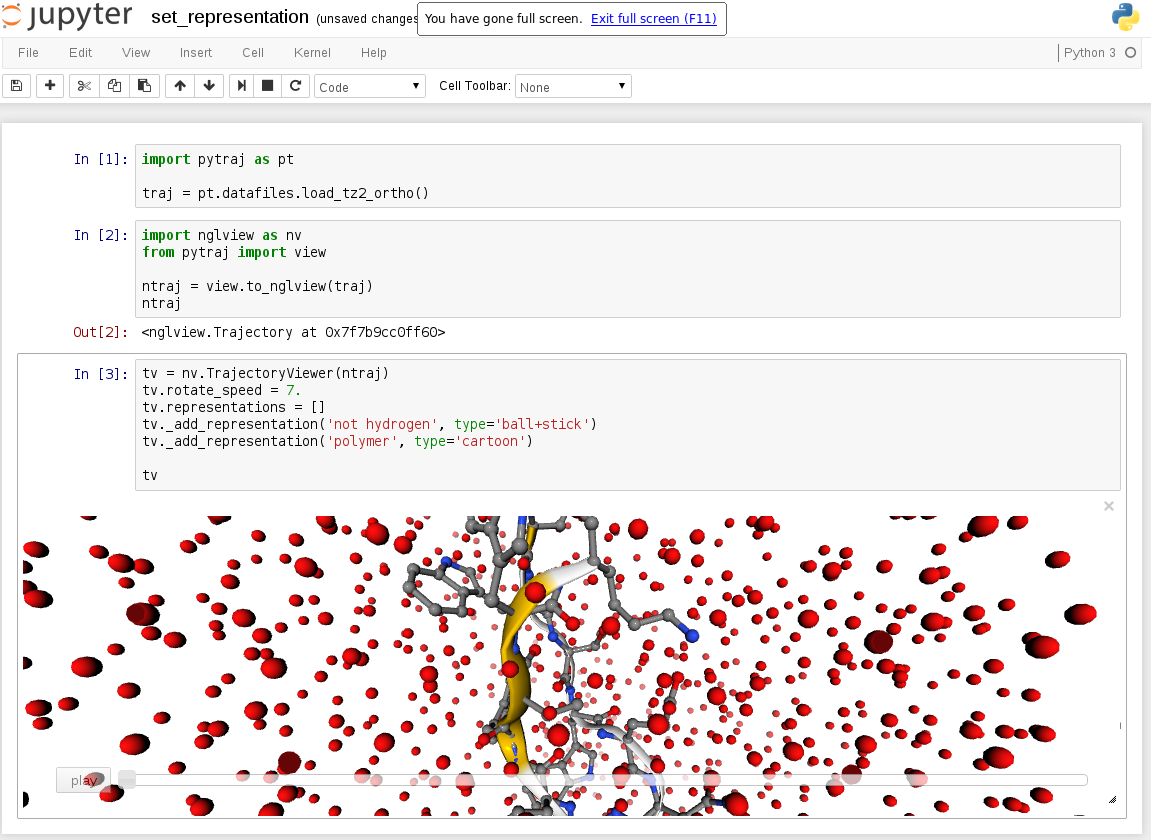 jupyter set_representation (unsaved changes
You have gone full screen. Exit full screen (F11)
File Edit View Insert Cell Kernel Help Python 3
Code Cell Toolbar: None
In [1]: import pytraj as pt
traj = pt.datafiles.load_tz2_ortho()
In [2]: import nglview as nv
from pytraj import view
ntraj = view.to_nglview(traj)
ntraj
Out[2]: <nglview.Trajectory at 0x7f7b9cc0ff60>
In [3]: tv = nv.TrajectoryViewer(ntraj)
tv.rotate_speed = 7.
tv.representations = []
tv._add_representation('not hydrogen', type='ball+stick')
tv._add_representation('polymer', type='cartoon')
tv
play